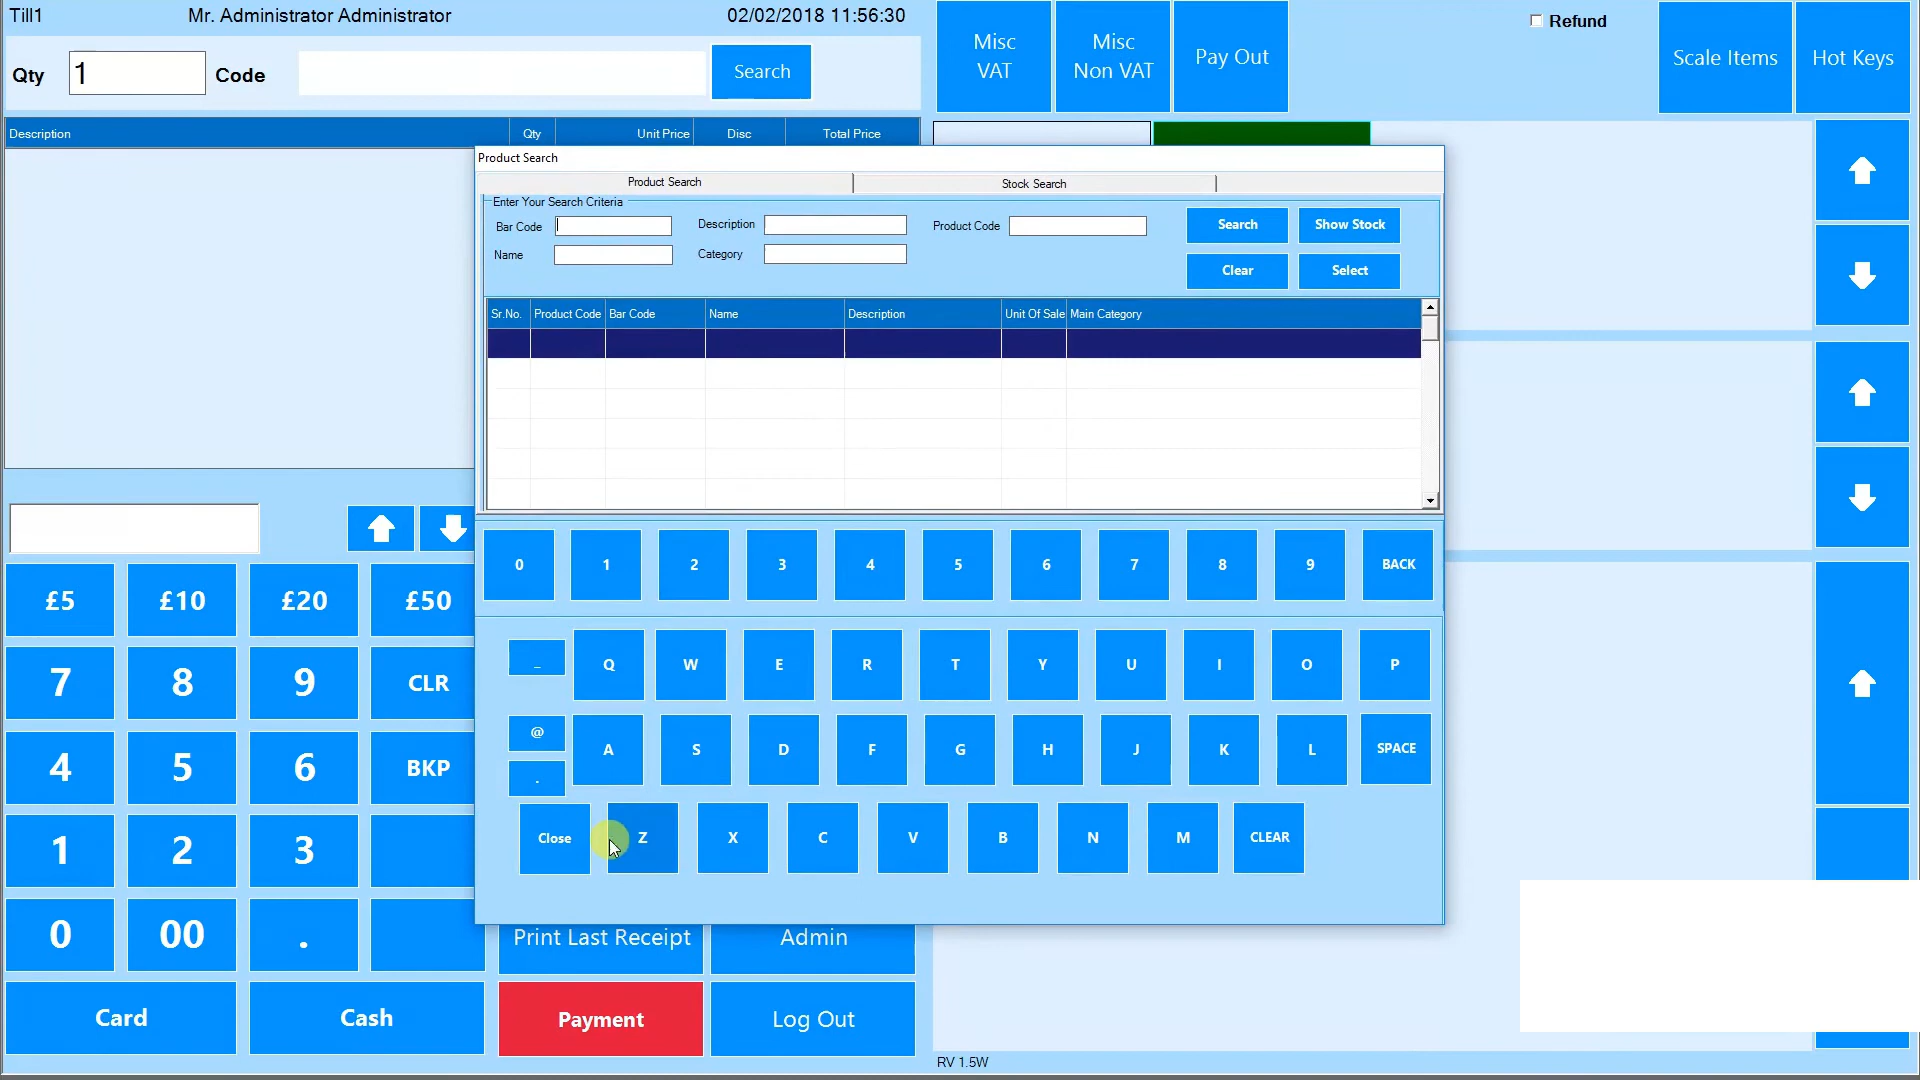 Till1 Mr. Administrator Administrator 02/02/2018 11:56:30
Misc VAT
Misc Non VAT
Pay Out
Refund
Scale Items
Hot Keys
Qty 1 Code Search
Description Qty Unit Price Disc Total Price
Product Search
Product Search Stock Search
Enter Your Search Criteria
Bar Code Description Product Code Search Show Stock
Name Category Clear Select
Sr.No. Product Code Bar Code Name Description Unit Of Sale Main Category
0 1 2 3 4 5 6 7 8 9 BACK
_ Q W E R T Y U I O P
@ A S D F G H J K L SPACE
.
Close Z X C V B N M CLEAR
£5 £10 £20 £50
7 8 9 CLR
4 5 6 BKP
1 2 3
0 00 .
Print Last Receipt Admin
Card Cash Payment Log Out
RV 1.5W